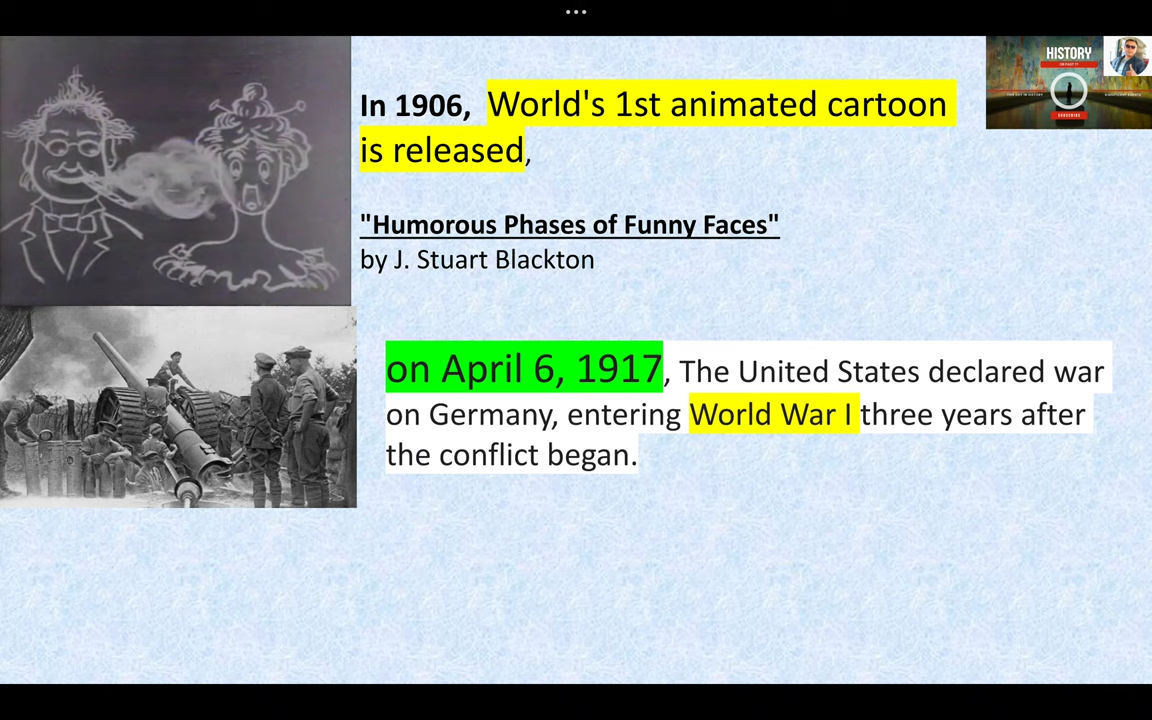 In 1906, World's 1st animated cartoon
is released,
"Humorous Phases of Funny Faces"
by J. Stuart Blackton
on April 6, 1917, The United States declared war
on Germany, entering World War I three years after
the conflict began.
HISTORY
SUBSCRIBE